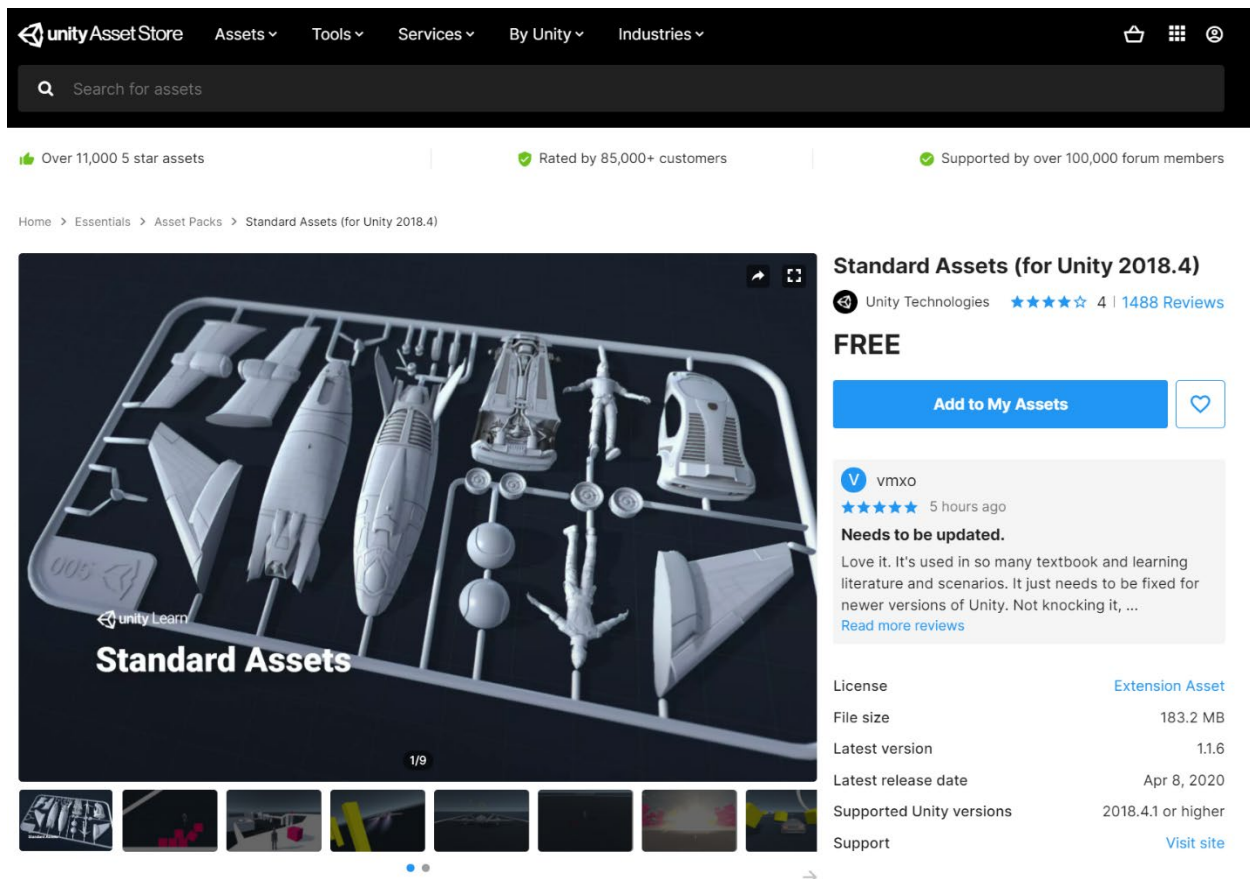 unity Asset Store
Assets
Tools
Services
By Unity
Industries
Search for assets
Over 11,000 5 star assets
Rated by 85,000+ customers
Supported by over 100,000 forum members
Home > Essentials > Asset Packs > Standard Assets (for Unity 2018.4)
005
unity Learn
Standard Assets
1/9
Standard Assets (for Unity 2018.4)
Unity Technologies 4 | 1488 Reviews
FREE
Add to My Assets
V vmxo
5 hours ago
Needs to be updated.
Love it. It's used in so many textbook and learning
literature and scenarios. It just needs to be fixed for
newer versions of Unity. Not knocking it, ...
Read more reviews
License Extension Asset
File size 183.2 MB
Latest version 1.1.6
Latest release date Apr 8, 2020
Supported Unity versions 2018.4.1 or higher
Support Visit site